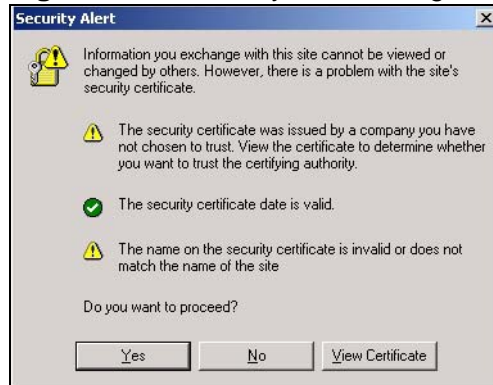 Security Alert
Information you exchange with this site cannot be viewed or
changed by others. However, there is a problem with the site's
security certificate.
The security certificate was issued by a company you have
not chosen to trust. View the certificate to determine whether
you want to trust the certifying authority.
The security certificate date is valid.
The name on the security certificate is invalid or does not
match the name of the site
Do you want to proceed?
Yes No View Certificate